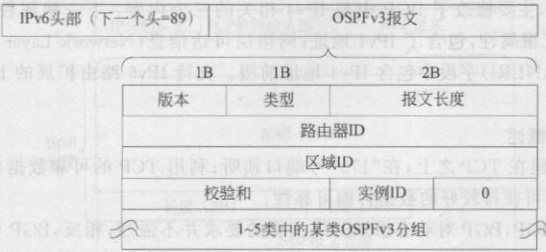 IPv6头部（下一个头=89） OSPFv3报文
1B 1B 2B
版本 类型 报文长度
路由器ID
区域ID
校验和 实例ID 0
1~5类中的某类OSPFv3分组